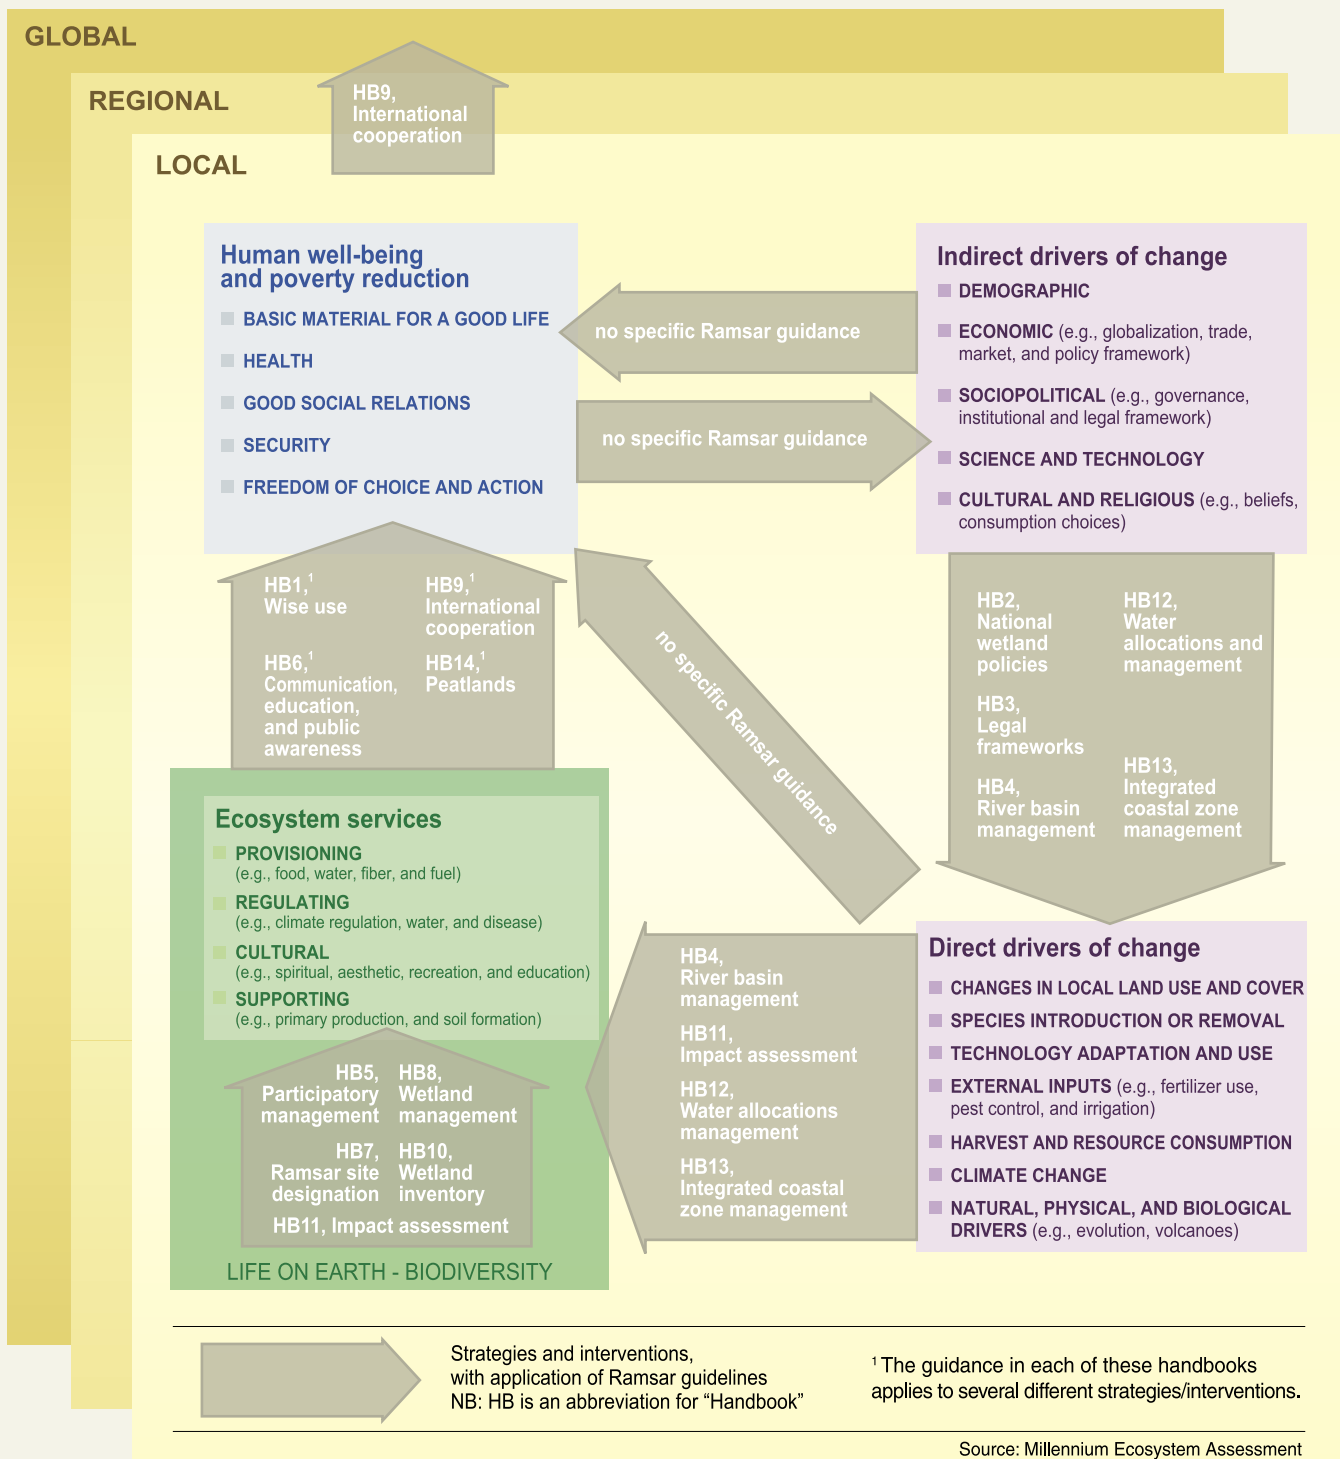 GLOBAL
REGIONAL
LOCAL
HB9,
International
cooperation
Human well-being
and poverty reduction
BASIC MATERIAL FOR A GOOD LIFE
HEALTH
GOOD SOCIAL RELATIONS
SECURITY
FREEDOM OF CHOICE AND ACTION
no specific Ramsar guidance
no specific Ramsar guidance
Indirect drivers of change
DEMOGRAPHIC
ECONOMIC (e.g., globalization, trade,
market, and policy framework)
SOCIOPOLITICAL (e.g., governance,
institutional and legal framework)
SCIENCE AND TECHNOLOGY
CULTURAL AND RELIGIOUS (e.g., beliefs,
consumption choices)
HB1,¹
Wise use
HB6,¹
Communication,
education,
and public
awareness
HB9,¹
International
cooperation
HB14,¹
Peatlands
no specific Ramsar guidance
HB2,
National
wetland
policies
HB3,
Legal
frameworks
HB4,
River basin
management
HB12,
Water
allocations and
management
HB13,
Integrated
coastal zone
management
Ecosystem services
PROVISIONING
(e.g., food, water, fiber, and fuel)
REGULATING
(e.g., climate regulation, water, and disease)
CULTURAL
(e.g., spiritual, aesthetic, recreation, and education)
SUPPORTING
(e.g., primary production, and soil formation)
HB5,
Participatory
management
HB8,
Wetland
management
HB7,
Ramsar site
designation
HB10,
Wetland
inventory
HB11, Impact assessment
LIFE ON EARTH - BIODIVERSITY
HB4,
River basin
management
HB11,
Impact assessment
HB12,
Water allocations
management
HB13,
Integrated coastal
zone management
Direct drivers of change
CHANGES IN LOCAL LAND USE AND COVER
SPECIES INTRODUCTION OR REMOVAL
TECHNOLOGY ADAPTATION AND USE
EXTERNAL INPUTS (e.g., fertilizer use,
pest control, and irrigation)
HARVEST AND RESOURCE CONSUMPTION
CLIMATE CHANGE
NATURAL, PHYSICAL, AND BIOLOGICAL
DRIVERS (e.g., evolution, volcanoes)
Strategies and interventions,
with application of Ramsar guidelines
NB: HB is an abbreviation for “Handbook”
¹ The guidance in each of these handbooks
applies to several different strategies/interventions.
Source: Millennium Ecosystem Assessment